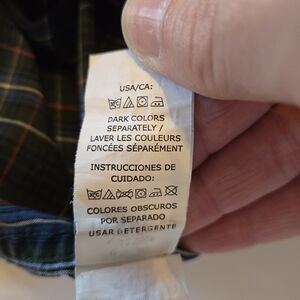 USA/CA:
DARK COLORS
SEPARATELY /
LAVER LES COULEURS
FONCÉES SÉPARÉMENT
INSTRUCCIONES DE
CUIDADO:
COLORES OBSCUROS
POR SEPARADO
USAR DETERGENTE